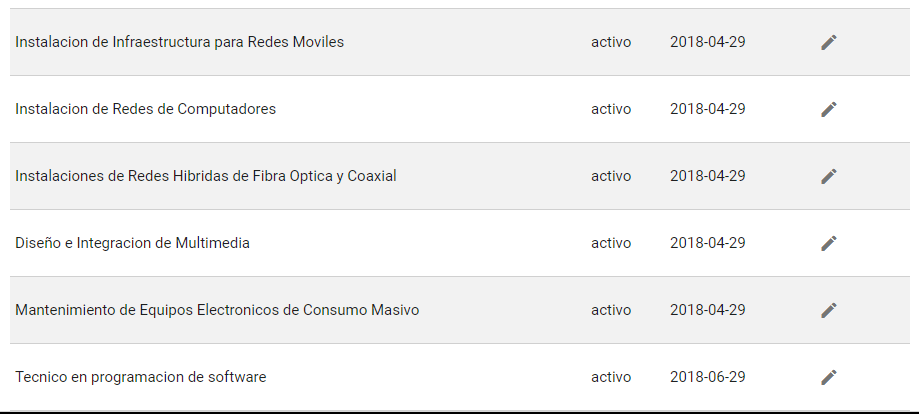 Instalacion de Infraestructura para Redes Moviles activo 2018-04-29
Instalacion de Redes de Computadores activo 2018-04-29
Instalaciones de Redes Hibridas de Fibra Optica y Coaxial activo 2018-04-29
Diseño e Integracion de Multimedia activo 2018-04-29
Mantenimiento de Equipos Electronicos de Consumo Masivo activo 2018-04-29
Tecnico en programacion de software activo 2018-06-29